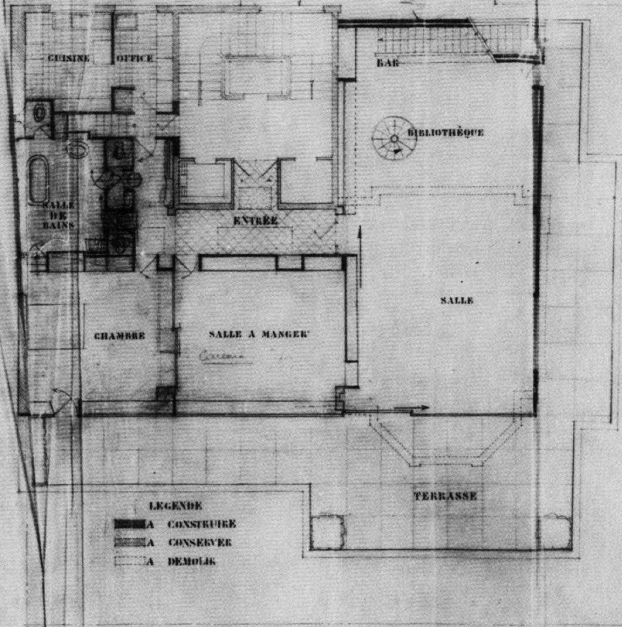 CUISINE
OFFICE
BAR
BIBLIOTHÈQUE
SALLE
DE
BAINS
ENTRÉE
SALLE
CHAMBRE
SALLE A MANGER
TERRASSE
LEGENDE
A CONSTRUIRE
A CONSERVER
A DEMOLIR